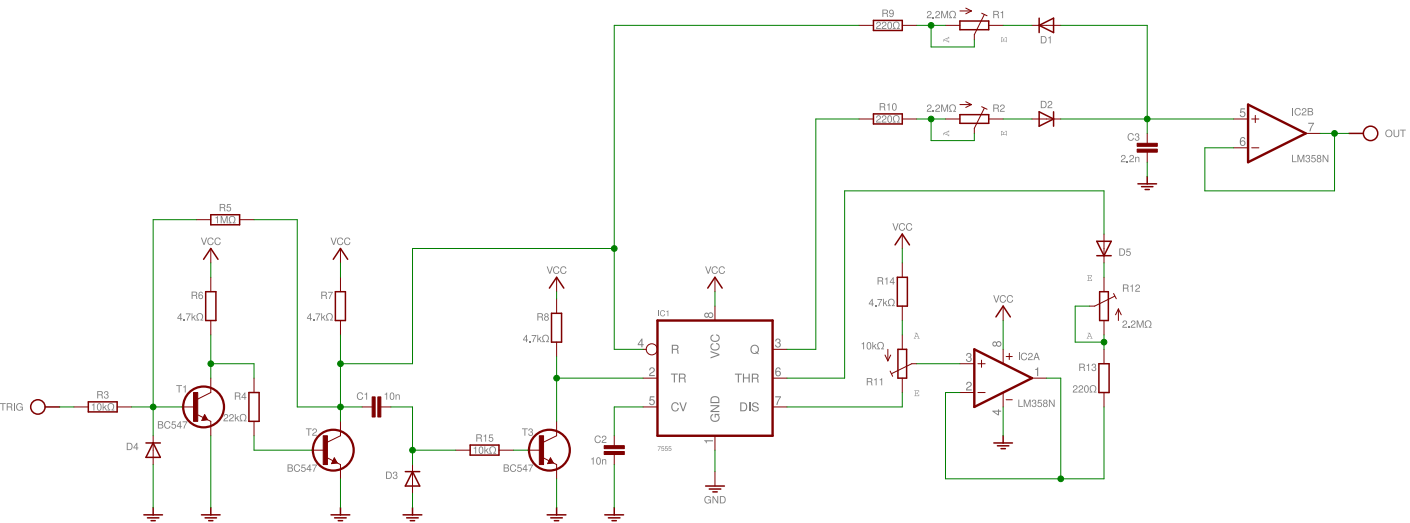 R9
220Ω
2.2MΩ
R1
A
E
D1
R10
220Ω
2.2MΩ
R2
A
E
D2
C3
2.2n
5
6
+
−
7
IC2B
LM358N
OUT
R5
1MΩ
VCC
R6
4.7kΩ
VCC
R7
4.7kΩ
VCC
R8
4.7kΩ
TRIG
R3
10kΩ
D4
T1
BC547
R4
22kΩ
T2
BC547
C1
10n
D3
R15
10kΩ
T3
BC547
C2
10n
IC1
VCC
8
4
R
VCC
Q
3
2
TR
THR
6
5
CV
GND
DIS
7
7555
1
GND
VCC
R14
4.7kΩ
A
10kΩ
R11
E
VCC
8
3
2
+
−
+
−
4
1
IC2A
LM358N
D5
E
R12
2.2MΩ
A
R13
220Ω